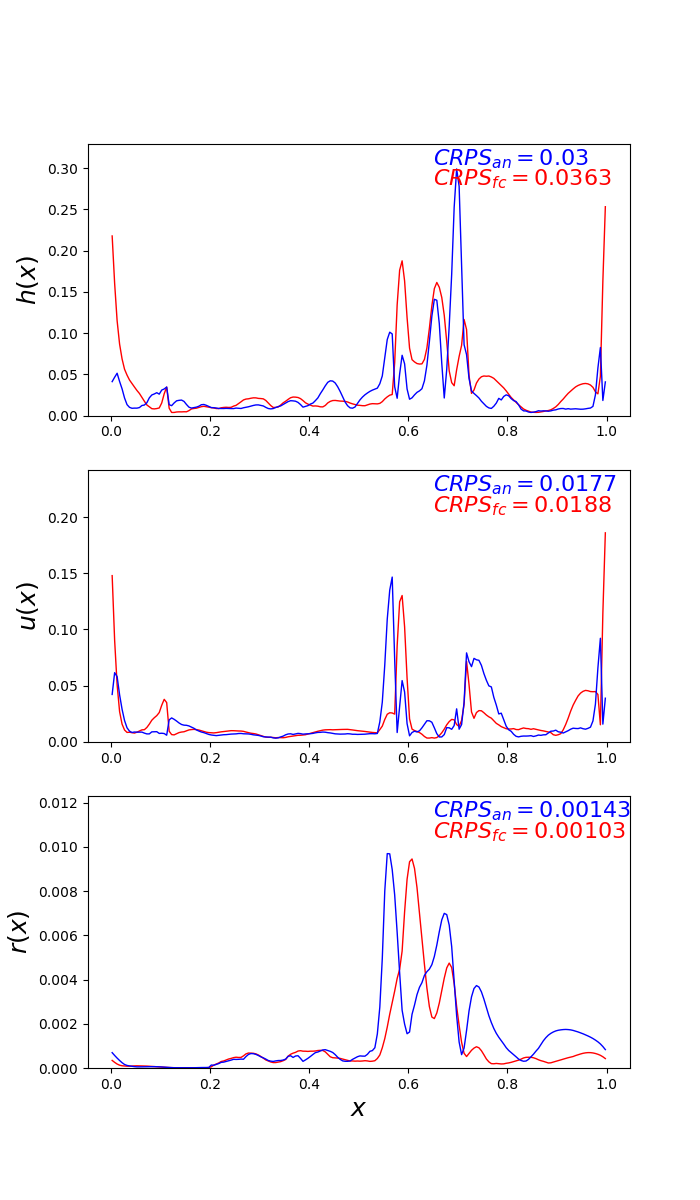 0.30
0.25
0.20
0.15
0.10
0.05
0.00
h(x)
CRPS_an = 0.03
CRPS_fc = 0.0363
0.0 0.2 0.4 0.6 0.8 1.0
0.20
0.15
0.10
0.05
0.00
u(x)
CRPS_an = 0.0177
CRPS_fc = 0.0188
0.0 0.2 0.4 0.6 0.8 1.0
0.012
0.010
0.008
0.006
0.004
0.002
0.000
r(x)
CRPS_an = 0.00143
CRPS_fc = 0.00103
0.0 0.2 0.4 0.6 0.8 1.0
x